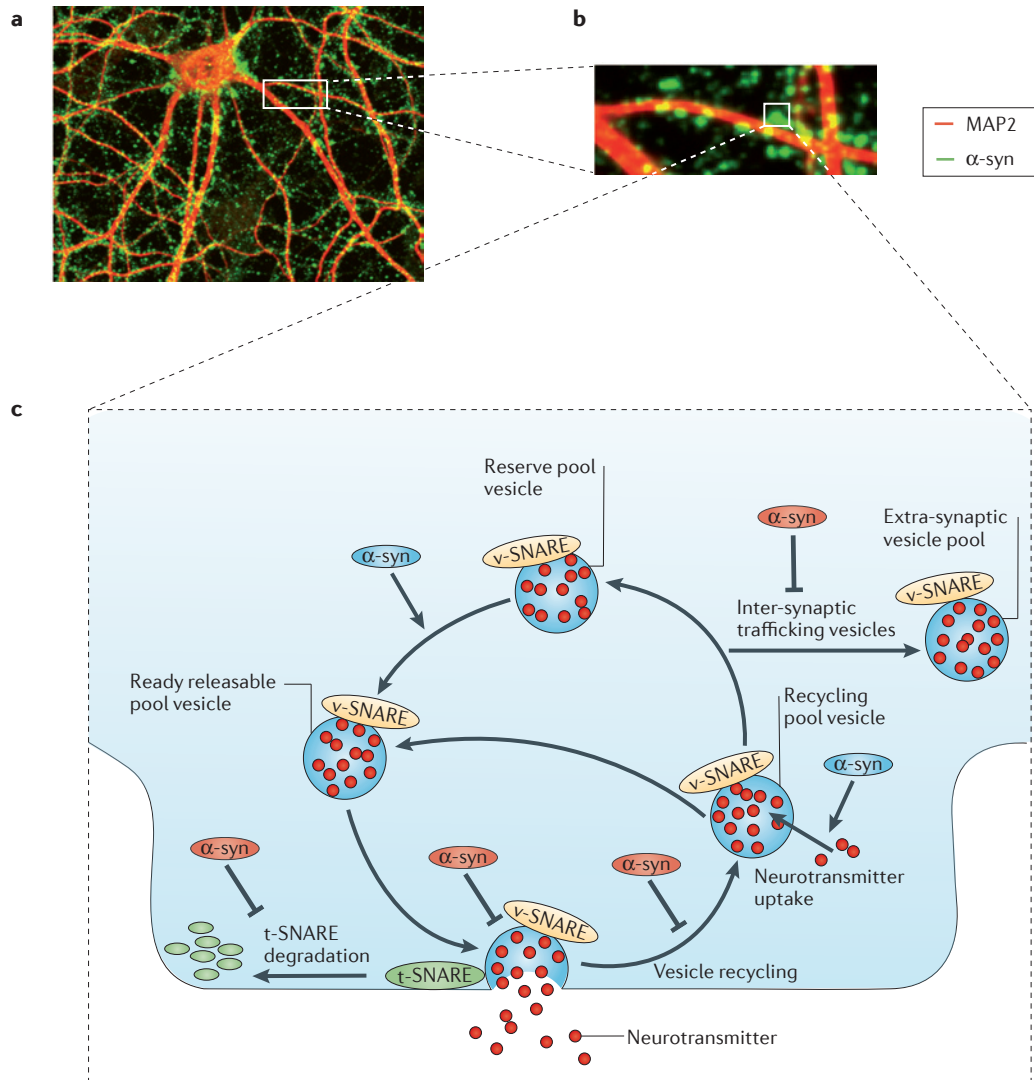 a
b
MAP2
α-syn
c
Reserve pool
vesicle
α-syn
v-SNARE
α-syn
Extra-synaptic
vesicle pool
v-SNARE
Inter-synaptic
trafficking vesicles
Ready releasable
pool vesicle
v-SNARE
Recycling
pool vesicle
v-SNARE
α-syn
Neurotransmitter
uptake
α-syn
α-syn
α-syn
v-SNARE
t-SNARE
degradation
t-SNARE
Vesicle recycling
Neurotransmitter